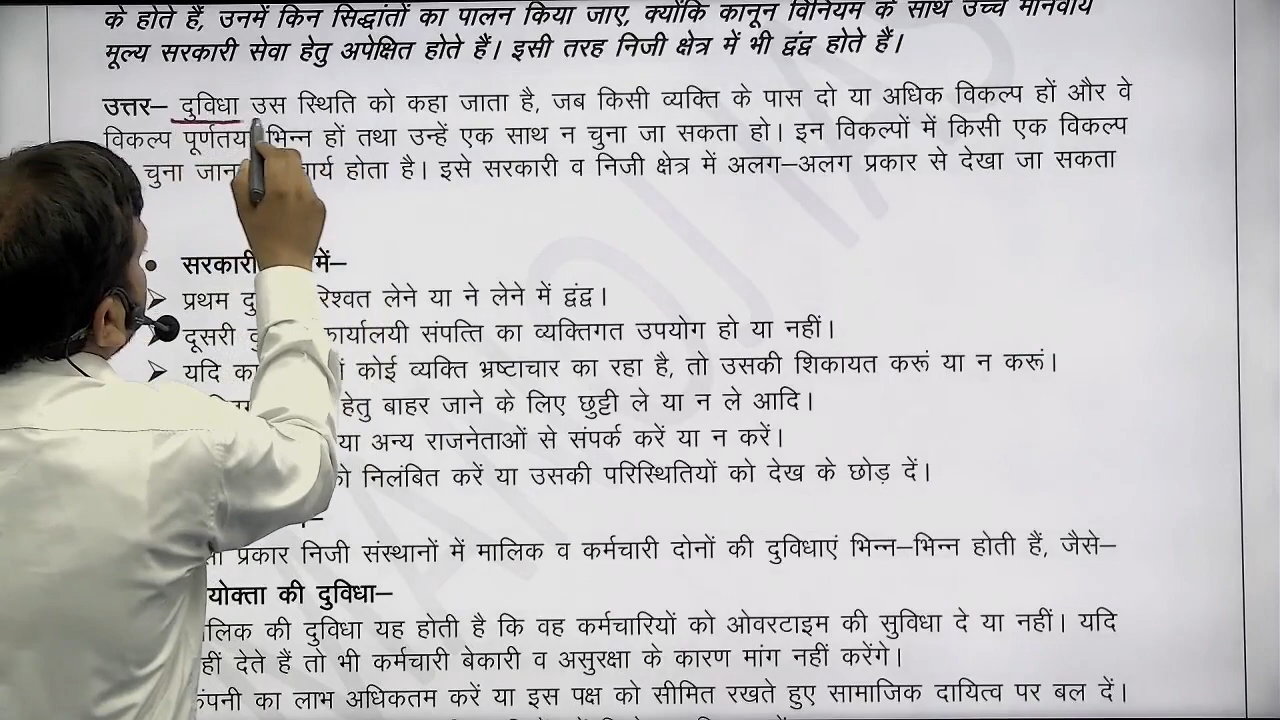 के होते हैं, उनमें किन सिद्धांतों का पालन किया जाए, क्योंकि कानून विनियम के साथ उच्च मानवीय
मूल्य सरकारी सेवा हेतु अपेक्षित होते हैं। इसी तरह निजी क्षेत्र में भी द्वंद्व होते हैं।
उत्तर– दुविधा उस स्थिति को कहा जाता है, जब किसी व्यक्ति के पास दो या अधिक विकल्प हों और वे
विकल्प पूर्णतया भिन्न हों तथा उन्हें एक साथ न चुना जा सकता हो। इन विकल्पों में किसी एक विकल्प
चुना जाना र्य होता है। इसे सरकारी व निजी क्षेत्र में अलग–अलग प्रकार से देखा जा सकता
• सरकारी में–
➢ प्रथम दु रिश्वत लेने या ने लेने में द्वंद्व।
➢ दूसरी कार्यालयी संपत्ति का व्यक्तिगत उपयोग हो या नहीं।
➢ यदि का कोई व्यक्ति भ्रष्टाचार का रहा है, तो उसकी शिकायत करूं या न करूं।
हेतु बाहर जाने के लिए छुट्टी ले या न ले आदि।
या अन्य राजनेताओं से संपर्क करें या न करें।
को निलंबित करें या उसकी परिस्थितियों को देख के छोड़ दें।
प्रकार निजी संस्थानों में मालिक व कर्मचारी दोनों की दुविधाएं भिन्न–भिन्न होती हैं, जैसे–
योक्ता की दुविधा–
लिक की दुविधा यह होती है कि वह कर्मचारियों को ओवरटाइम की सुविधा दे या नहीं। यदि
हीं देते हैं तो भी कर्मचारी बेकारी व असुरक्षा के कारण मांग नहीं करेंगे।
कंपनी का लाभ अधिकतम करें या इस पक्ष को सीमित रखते हुए सामाजिक दायित्व पर बल दें।